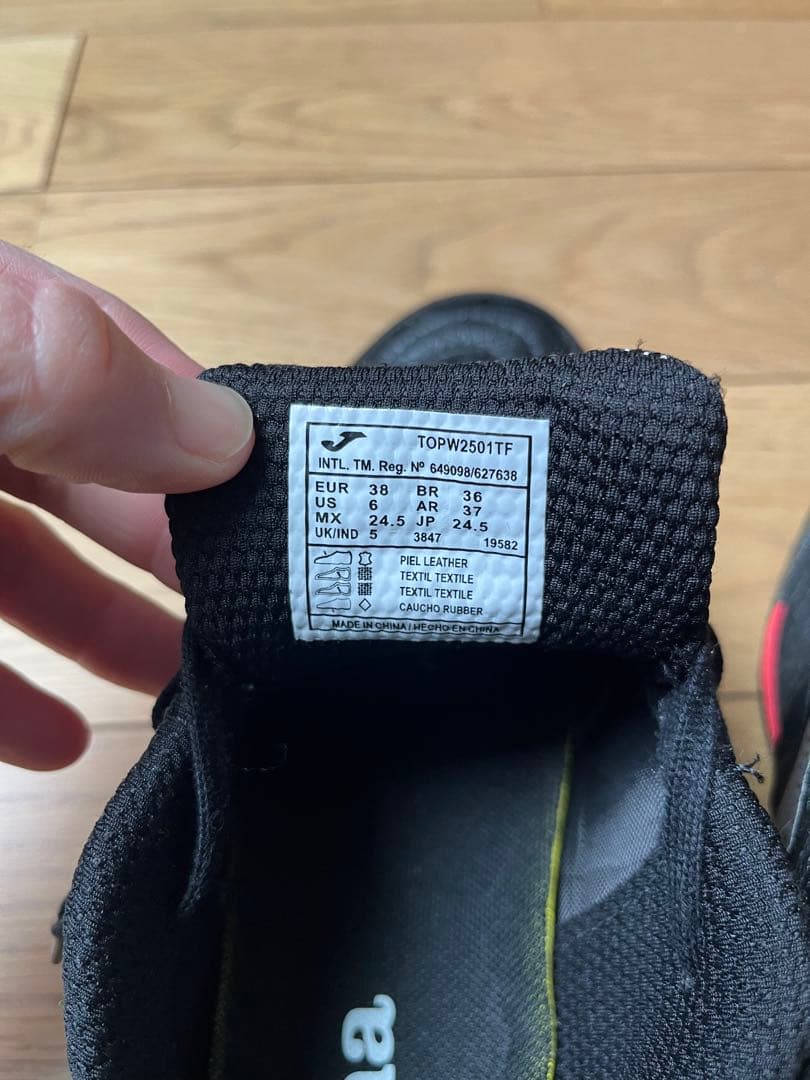 TOPW2501TF
INTL. TM. Reg. Nº 649098/627638
EUR 38 BR 36
US 6 AR 37
MX 24.5 JP 24.5
UK/IND 5 3847 19582
PIEL LEATHER
TEXTIL TEXTILE
TEXTIL TEXTILE
CAUCHO RUBBER
MADE IN CHINA / HECHO EN CHINA
ma